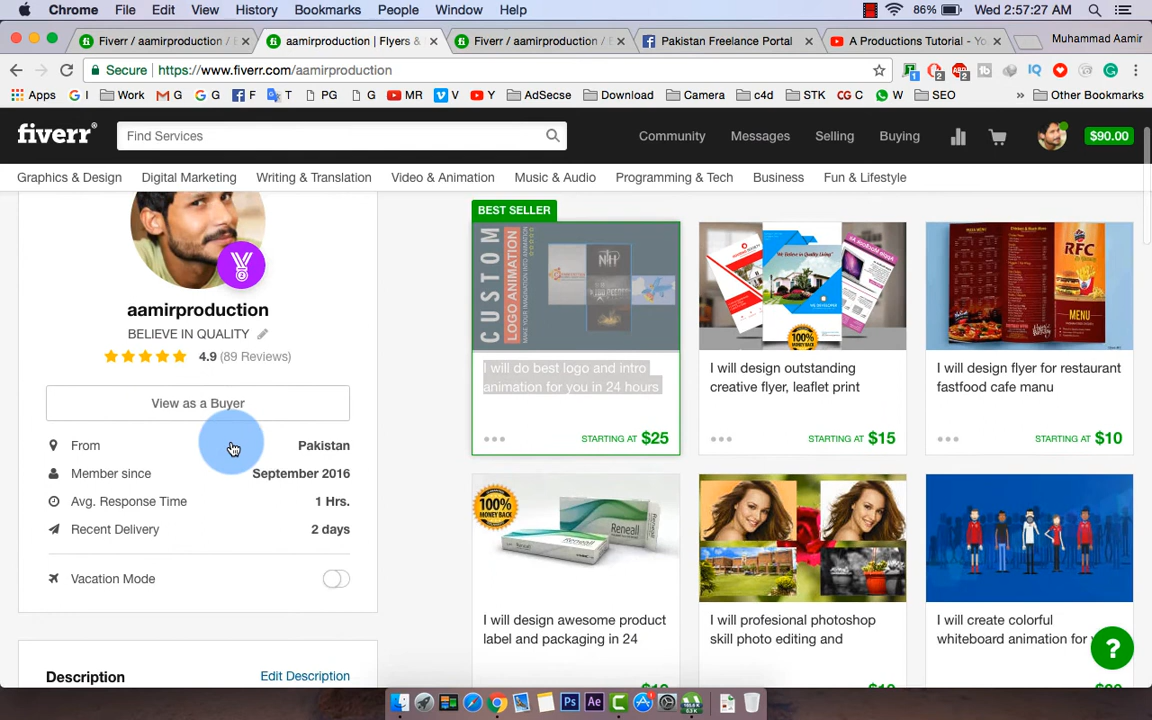 Chrome File Edit View History Bookmarks People Window Help 86% Wed 2:57:27 AM
Fiverr / aamirproduction / E
aamirproduction | Flyers &
Fiverr / aamirproduction / E
Pakistan Freelance Portal
A Productions Tutorial - Yo
Muhammad Aamir
Secure | https://www.fiverr.com/aamirproduction
Apps G I Work M G G G F T PG G MR V Y AdSecse Download Camera c4d STK CG C W SEO » Other Bookmarks
fiverr®
Find Services
Community Messages Selling Buying $90.00
Graphics & Design Digital Marketing Writing & Translation Video & Animation Music & Audio Programming & Tech Business Fun & Lifestyle
aamirproduction
BELIEVE IN QUALITY
4.9 (89 Reviews)
View as a Buyer
From Pakistan
Member since September 2016
Avg. Response Time 1 Hrs.
Recent Delivery 2 days
Vacation Mode
Description Edit Description
BEST SELLER
CUSTOM
LOGO ANIMATION
I will do best logo and intro
animation for you in 24 hours
STARTING AT $25
100%
MONEY BACK
I will design outstanding
creative flyer, leaflet print
STARTING AT $15
RFC
MENU
I will design flyer for restaurant
fastfood cafe manu
STARTING AT $10
100%
MONEY BACK
Reneall
I will design awesome product
label and packaging in 24
I will profesional photoshop
skill photo editing and
I will create colorful
whiteboard animation for
?
Ps Ae